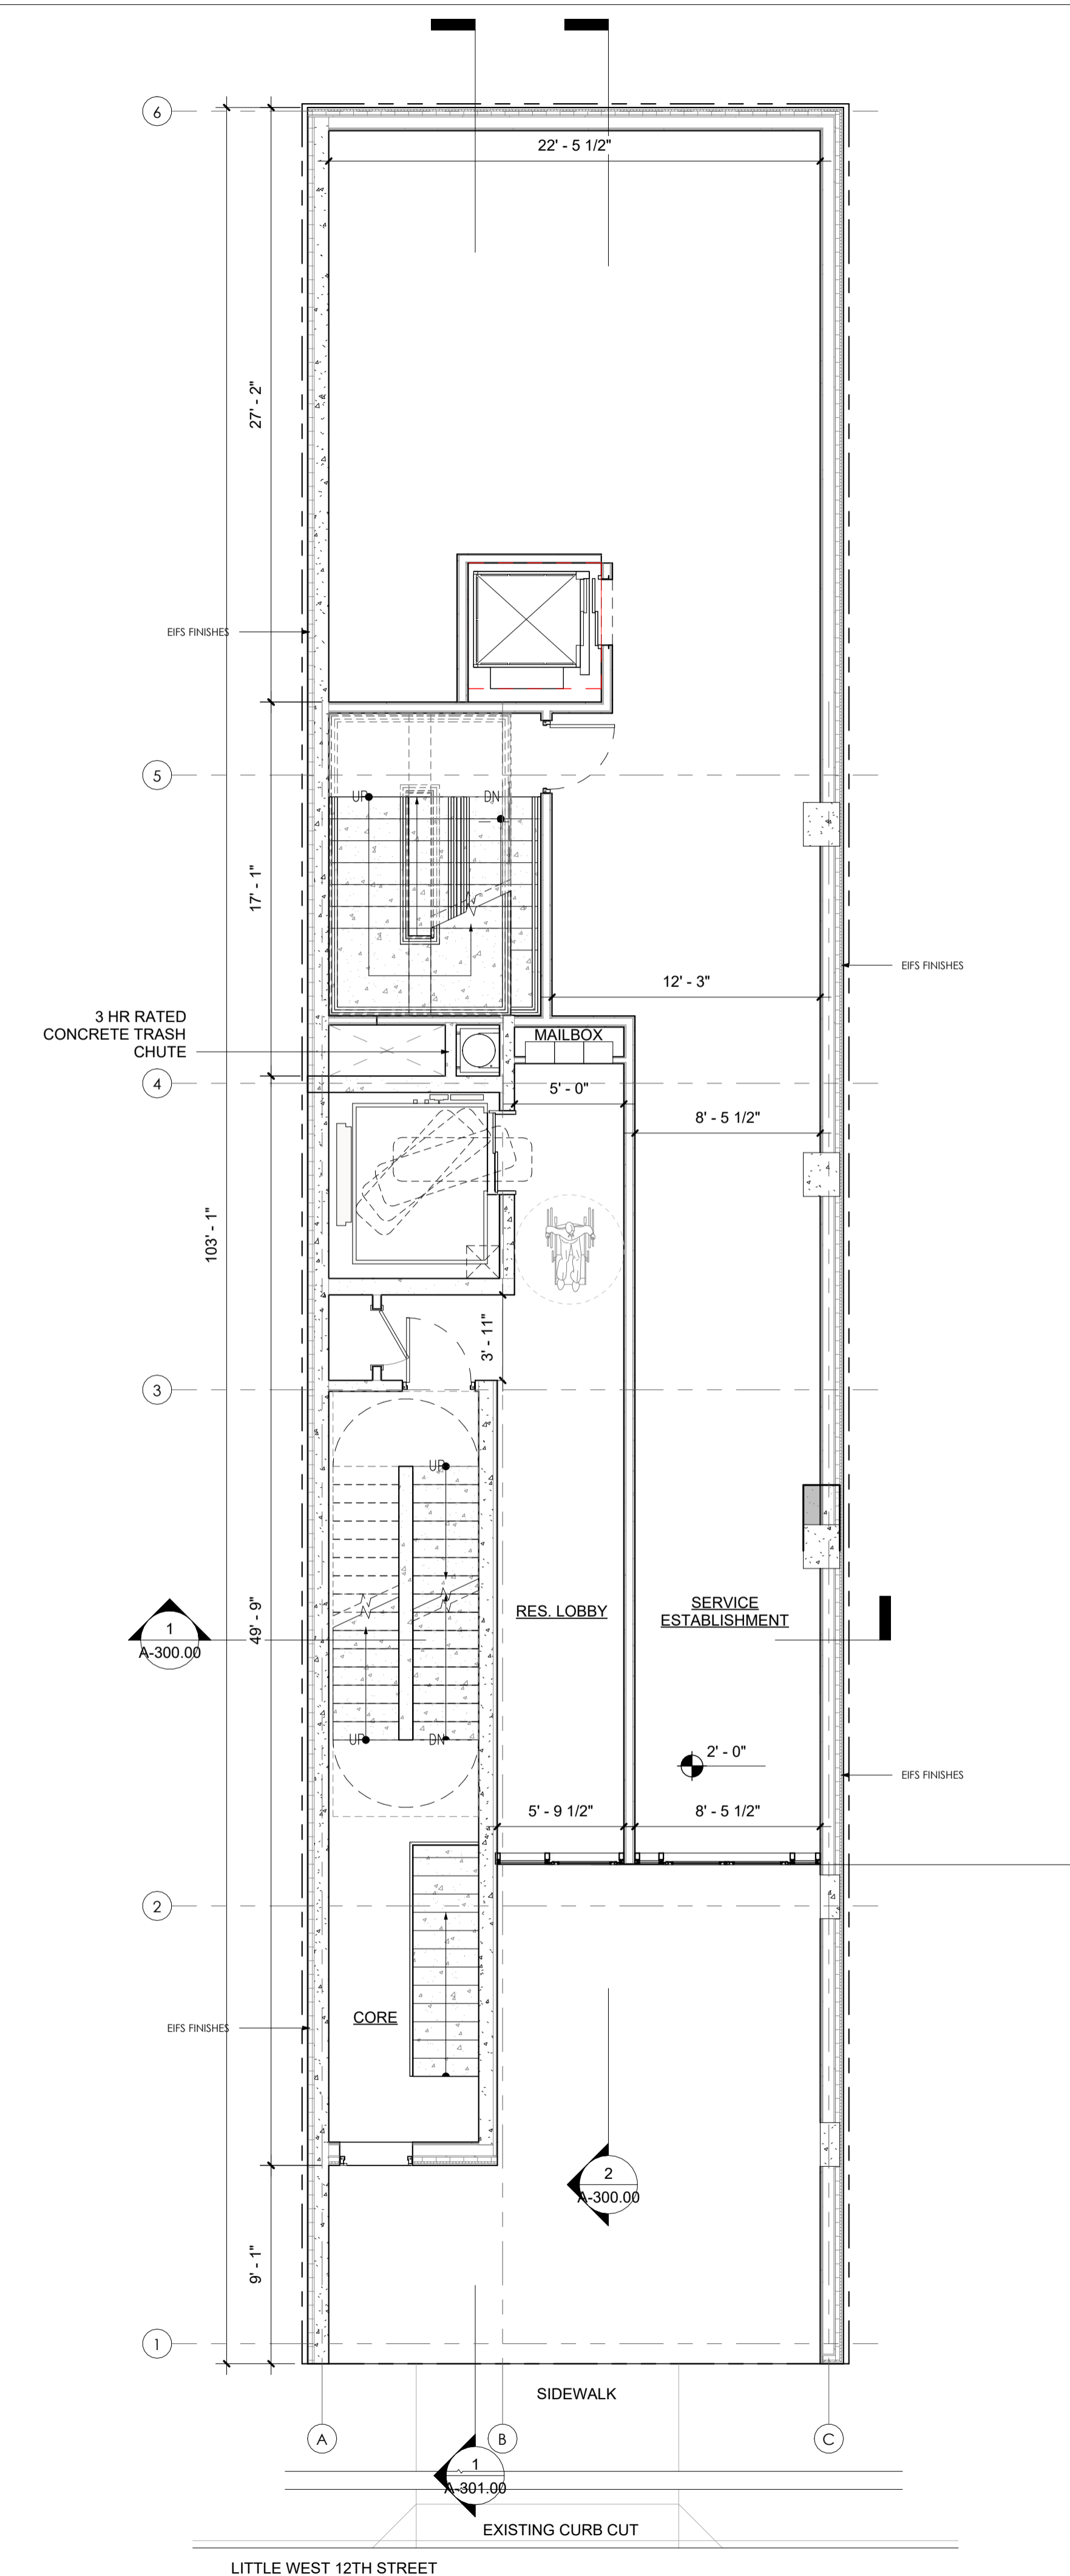 6
22' - 5 1/2"
27' - 2"
EIFS FINISHES
5
UP
DN
17' - 1"
EIFS FINISHES
12' - 3"
3 HR RATED
CONCRETE TRASH
CHUTE
MAILBOX
4
5' - 0"
8' - 5 1/2"
103' - 1"
3' - 11"
3
UP
49' - 9"
RES. LOBBY
SERVICE
ESTABLISHMENT
1
A-300.00
UP
DN
2' - 0"
EIFS FINISHES
5' - 9 1/2"
8' - 5 1/2"
2
CORE
EIFS FINISHES
2
A-300.00
9' - 1"
1
SIDEWALK
A
B
C
1
A-301.00
EXISTING CURB CUT
LITTLE WEST 12TH STREET